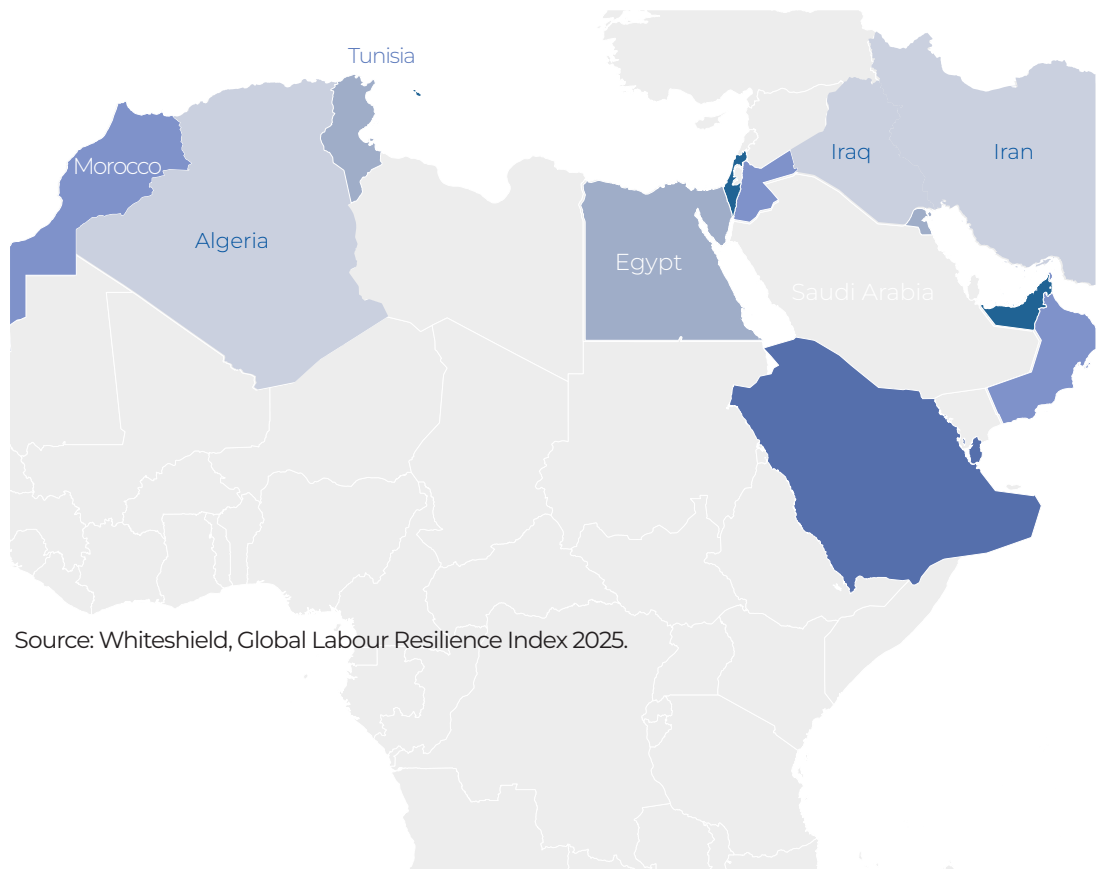 Tunisia
Morocco
Iraq
Iran
Algeria
Egypt
Saudi Arabia
Source: Whiteshield, Global Labour Resilience Index 2025.